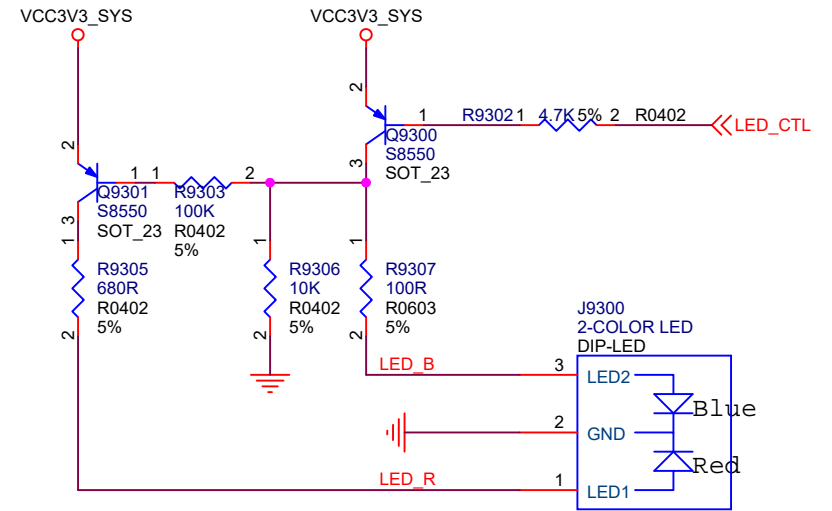 VCC3V3_SYS
VCC3V3_SYS
2
2
1
R9302
1
4.7K
5%
2
R0402
LED_CTL
Q9300
S8550
SOT_23
3
1
1
2
Q9301
S8550
SOT_23
3
R9303
100K
R0402
5%
1
R9305
680R
R0402
5%
2
1
R9306
10K
R0402
5%
2
1
R9307
100R
R0603
5%
2
J9300
2-COLOR LED
DIP-LED
LED_B
3
LED2
Blue
2
GND
Red
LED_R
1
LED1